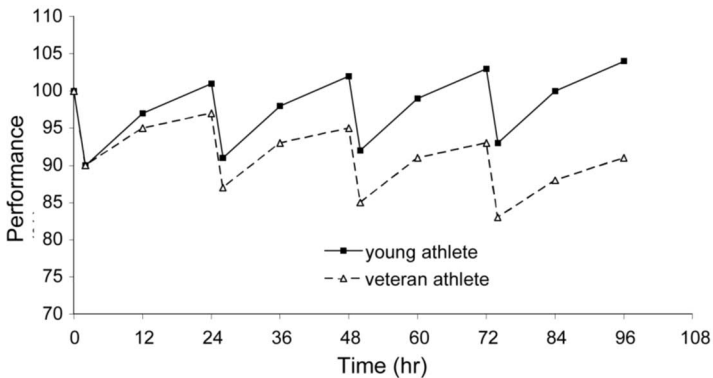 110
105
100
95
90
85
80
75
70
Performance
0 12 24 36 48 60 72 84 96 108
Time (hr)
young athlete
veteran athlete